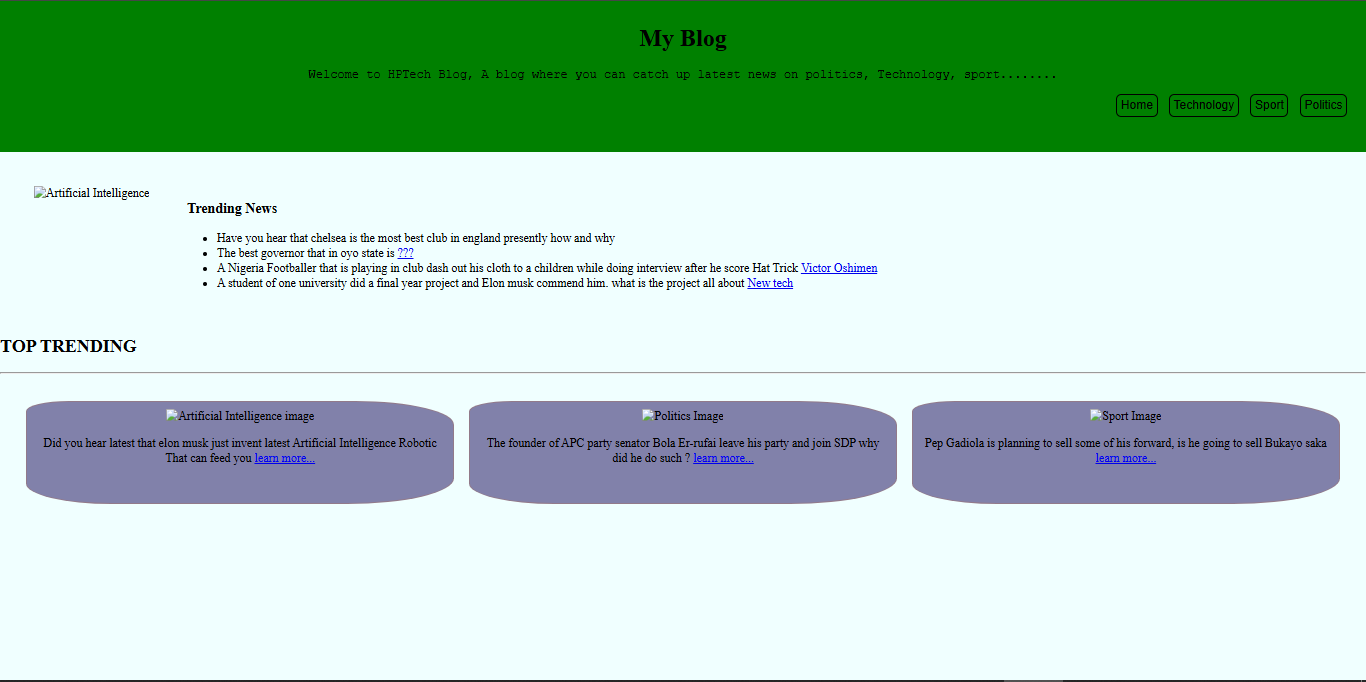 My Blog
Welcome to HPTech Blog, A blog where you can catch up latest news on politics, Technology, sport........
Home Technology Sport Politics
Artificial Intelligence
Trending News
Have you hear that chelsea is the most best club in england presently how and why
The best governor that in oyo state is ???
A Nigeria Footballer that is playing in club dash out his cloth to a children while doing interview after he score Hat Trick Victor Oshimen
A student of one university did a final year project and Elon musk commend him. what is the project all about New tech
TOP TRENDING
Artificial Intelligence image
Did you hear latest that elon musk just invent latest Artificial Intelligence Robotic
That can feed you learn more...
Politics Image
The founder of APC party senator Bola Er-rufai leave his party and join SDP why
did he do such ? learn more...
Sport Image
Pep Gadiola is planning to sell some of his forward, is he going to sell Bukayo saka
learn more...